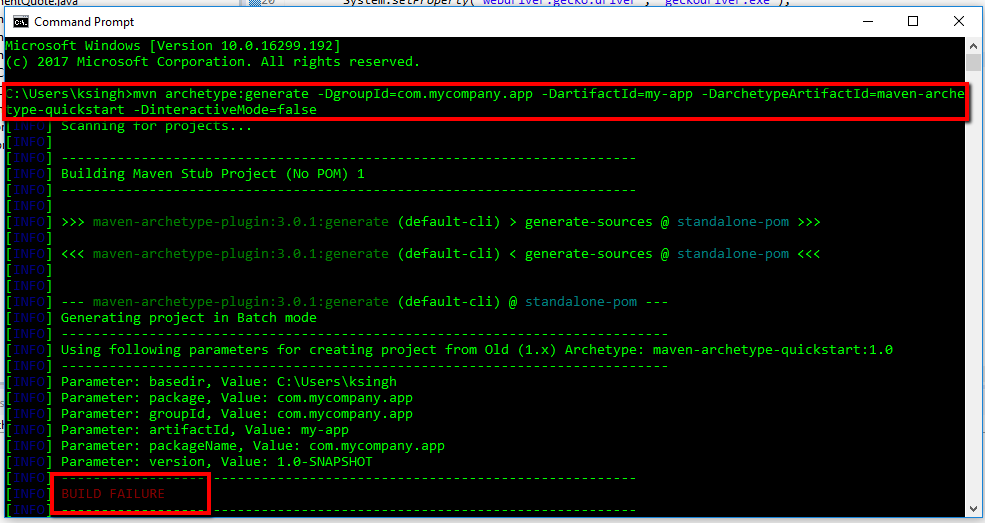 nentQuote.java
20
System.setProperty("webdriver.gecko.driver", "geckodriver.exe");
Command Prompt
Microsoft Windows [Version 10.0.16299.192]
(c) 2017 Microsoft Corporation. All rights reserved.
C:\Users\ksingh>mvn archetype:generate -DgroupId=com.mycompany.app -DartifactId=my-app -DarchetypeArtifactId=maven-arche
type-quickstart -DinteractiveMode=false
[INFO] Scanning for projects...
[INFO]
[INFO] ------------------------------------------------------------------------
[INFO] Building Maven Stub Project (No POM) 1
[INFO] ------------------------------------------------------------------------
[INFO]
[INFO] >>> maven-archetype-plugin:3.0.1:generate (default-cli) > generate-sources @ standalone-pom >>>
[INFO]
[INFO] <<< maven-archetype-plugin:3.0.1:generate (default-cli) < generate-sources @ standalone-pom <<<
[INFO]
[INFO]
[INFO] --- maven-archetype-plugin:3.0.1:generate (default-cli) @ standalone-pom ---
[INFO] Generating project in Batch mode
[INFO] ----------------------------------------------------------------------------
[INFO] Using following parameters for creating project from Old (1.x) Archetype: maven-archetype-quickstart:1.0
[INFO] ----------------------------------------------------------------------------
[INFO] Parameter: basedir, Value: C:\Users\ksingh
[INFO] Parameter: package, Value: com.mycompany.app
[INFO] Parameter: groupId, Value: com.mycompany.app
[INFO] Parameter: artifactId, Value: my-app
[INFO] Parameter: packageName, Value: com.mycompany.app
[INFO] Parameter: version, Value: 1.0-SNAPSHOT
[INFO] ------------------------------------------------------------------------
[INFO] BUILD FAILURE
[INFO] ------------------------------------------------------------------------